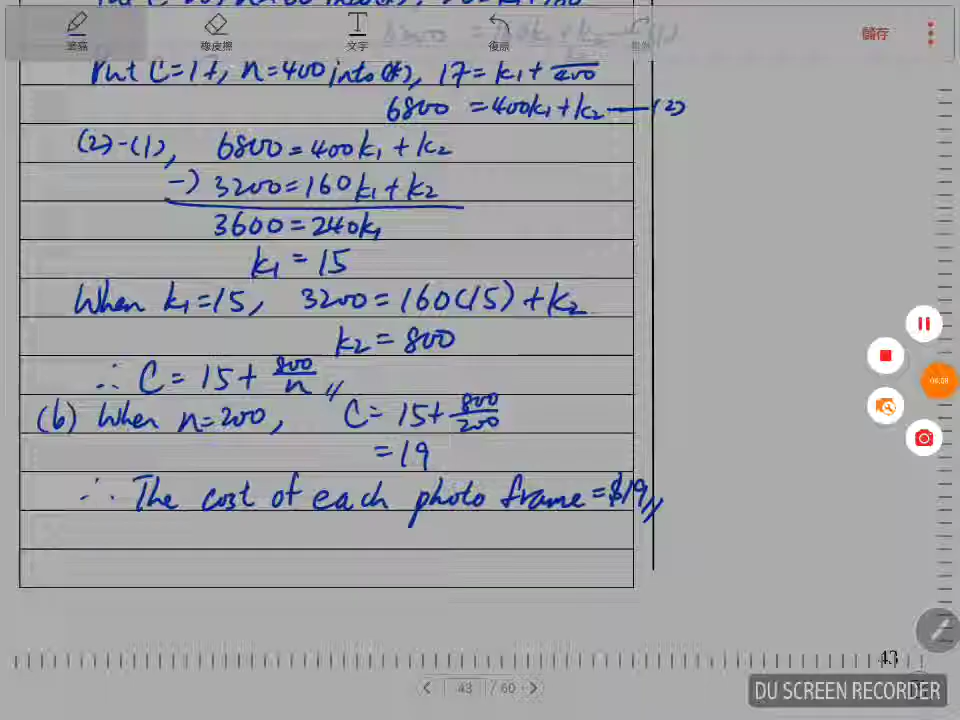 筆橋 橡皮擦 文字 復原 儲存
Put C=17, n=400 into (*), 17=k₁+ k₂/400
6800 =400k₁+k₂ —(2)
(2)-(1), 6800=400k₁+k₂
-) 3200=160k₁+k₂
3600=240k₁
k₁ =15
When k₁=15, 3200=160(15)+k₂
k₂=800
∴ C=15+ 800/n //
(b) When n=200, C=15+ 800/200
=19
∴ The cost of each photo frame=$19//
43
< 43 / 60 >
DU SCREEN RECORDER